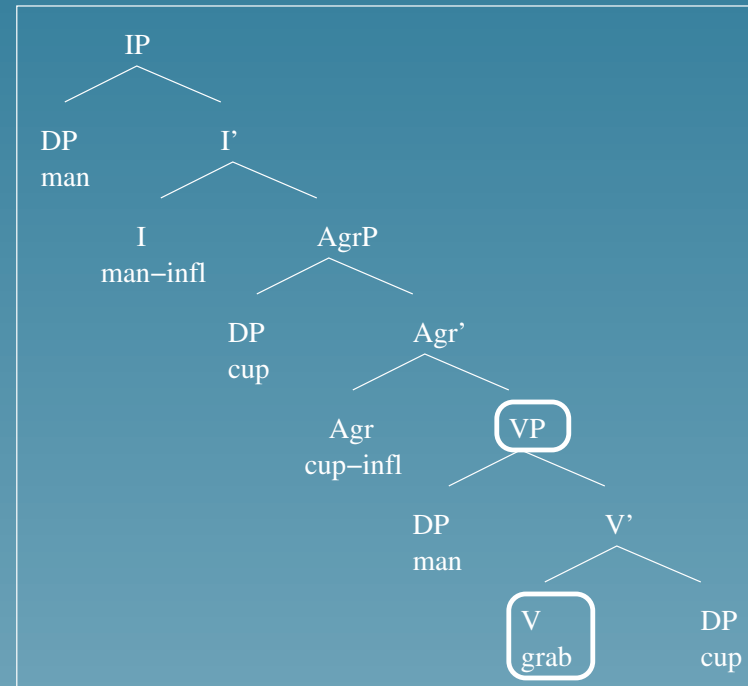 IP
DP I’
man
I AgrP
man−infl
DP Agr’
cup
Agr VP
cup−infl
DP V’
man
V DP
grab cup